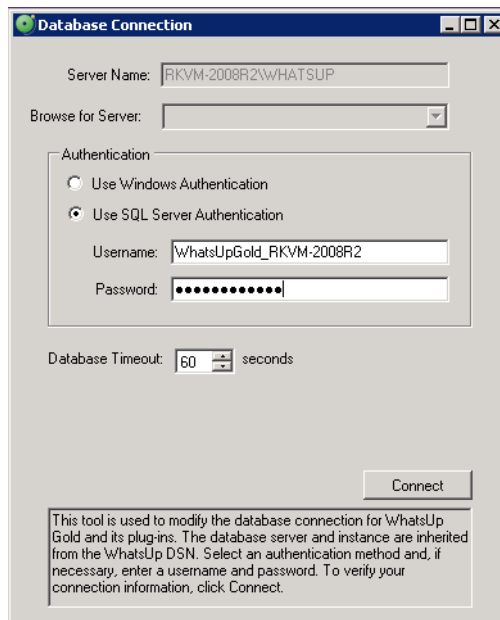 Database Connection
Server Name: RKVM-2008R2\WHATSUP
Browse for Server:
Authentication
Use Windows Authentication
Use SQL Server Authentication
Username: WhatsUpGold_RKVM-2008R2
Password: ●●●●●●●●●●●●
Database Timeout: 60 seconds
Connect
This tool is used to modify the database connection for WhatsUp
Gold and its plug-ins. The database server and instance are inherited
from the WhatsUp DSN. Select an authentication method and, if
necessary, enter a username and password. To verify your
connection information, click Connect.